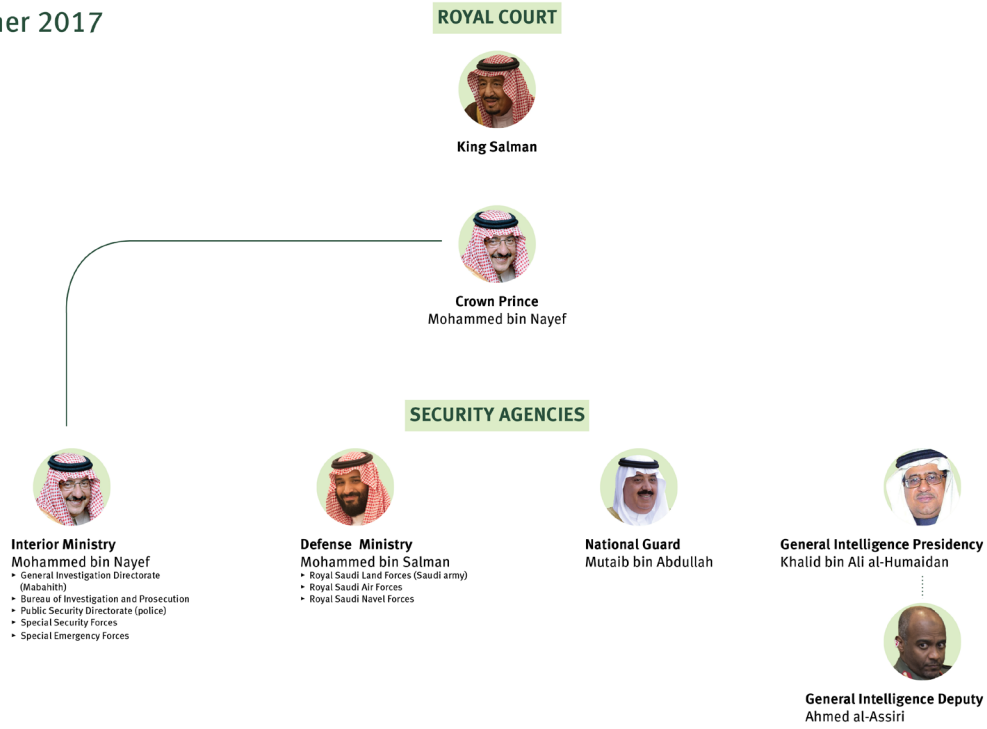 2017
ROYAL COURT
King Salman
Crown Prince
Mohammed bin Nayef
SECURITY AGENCIES
Interior Ministry
Mohammed bin Nayef
General Investigation Directorate
(Mabahith)
Bureau of Investigation and Prosecution
Public Security Directorate (police)
Special Security Forces
Special Emergency Forces
Defense Ministry
Mohammed bin Salman
Royal Saudi Land Forces (Saudi army)
Royal Saudi Air Forces
Royal Saudi Navel Forces
National Guard
Mutaib bin Abdullah
General Intelligence Presidency
Khalid bin Ali al-Humaidan
General Intelligence Deputy
Ahmed al-Assiri